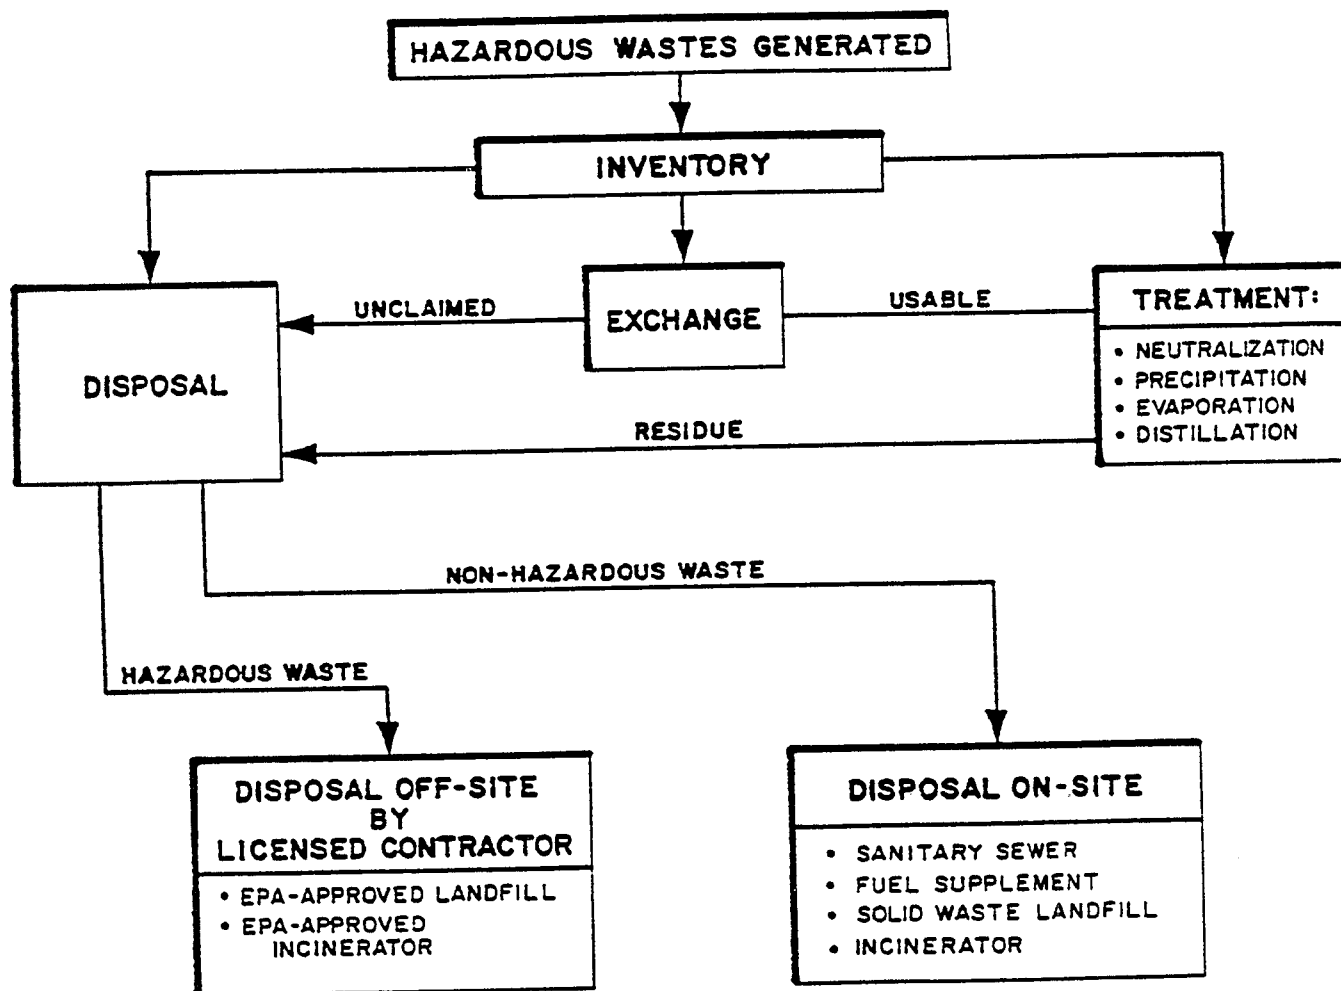 HAZARDOUS WASTES GENERATED
INVENTORY
DISPOSAL
UNCLAIMED
EXCHANGE
USABLE
TREATMENT:
• NEUTRALIZATION
• PRECIPITATION
• EVAPORATION
• DISTILLATION
RESIDUE
NON-HAZARDOUS WASTE
HAZARDOUS WASTE
DISPOSAL OFF-SITE
BY
LICENSED CONTRACTOR
• EPA-APPROVED LANDFILL
• EPA-APPROVED
INCINERATOR
DISPOSAL ON-SITE
• SANITARY SEWER
• FUEL SUPPLEMENT
• SOLID WASTE LANDFILL
• INCINERATOR